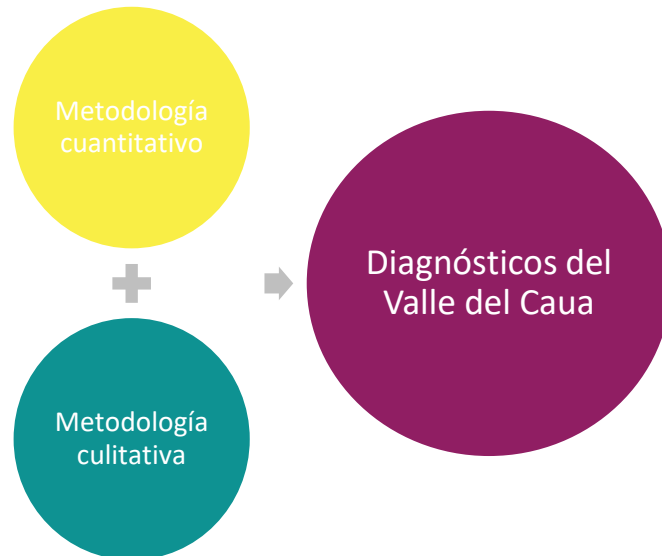 Metodología
cuantitativo
Metodología
culitativa
Diagnósticos del
Valle del Caua